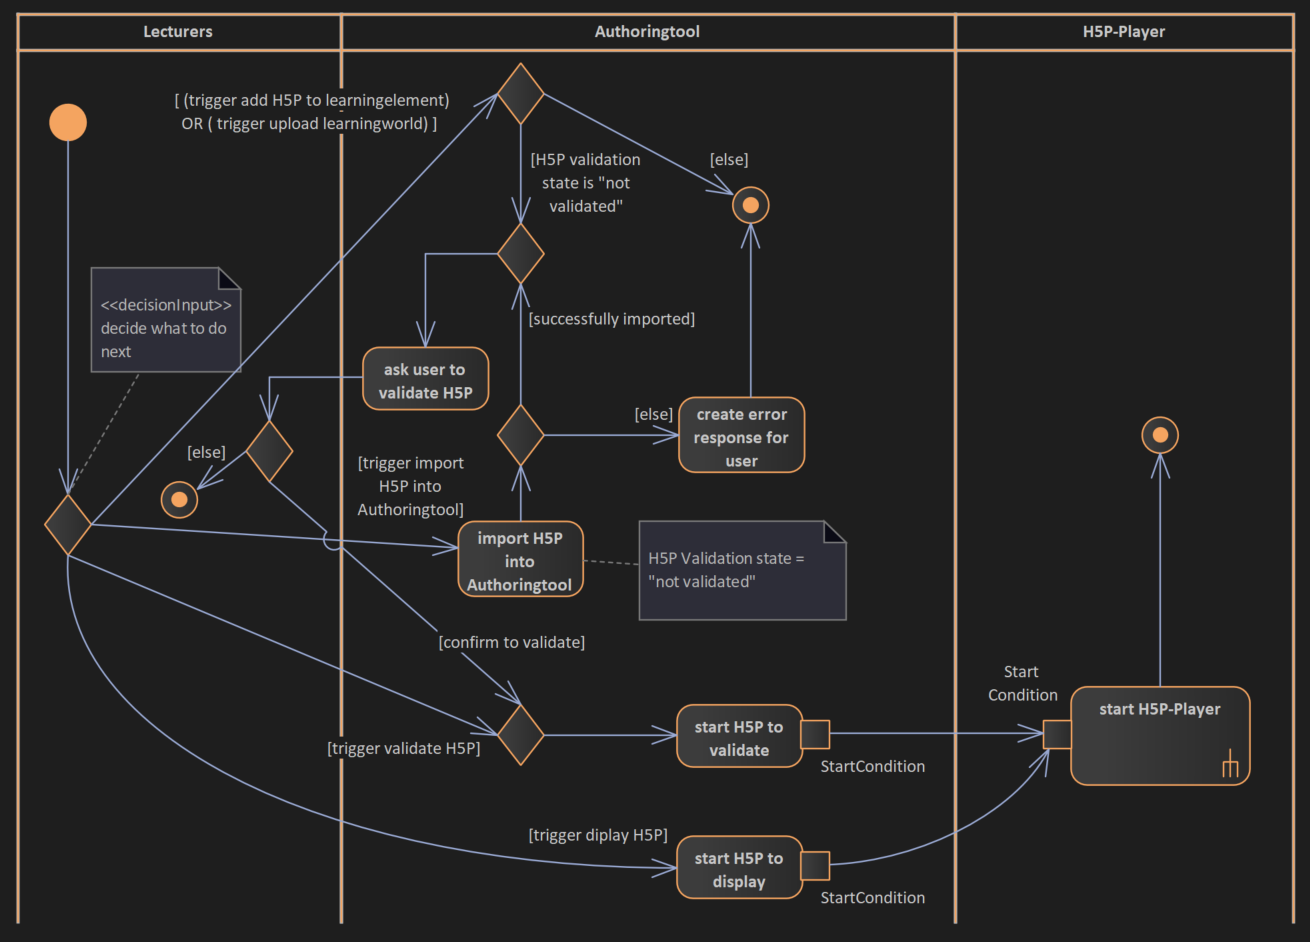 Lecturers
Authoringtool
H5P-Player
[ (trigger add H5P to learningelement)
OR ( trigger upload learningworld) ]
[H5P validation
state is "not
validated"
[else]
<<decisionInput>>
decide what to do
next
[successfully imported]
ask user to
validate H5P
[else]
create error
response for
user
[else]
[trigger import
H5P into
Authoringtool]
import H5P
into
Authoringtool
H5P Validation state =
"not validated"
[confirm to validate]
Start
Condition
start H5P-Player
start H5P to
validate
[trigger validate H5P]
StartCondition
[trigger diplay H5P]
start H5P to
display
StartCondition